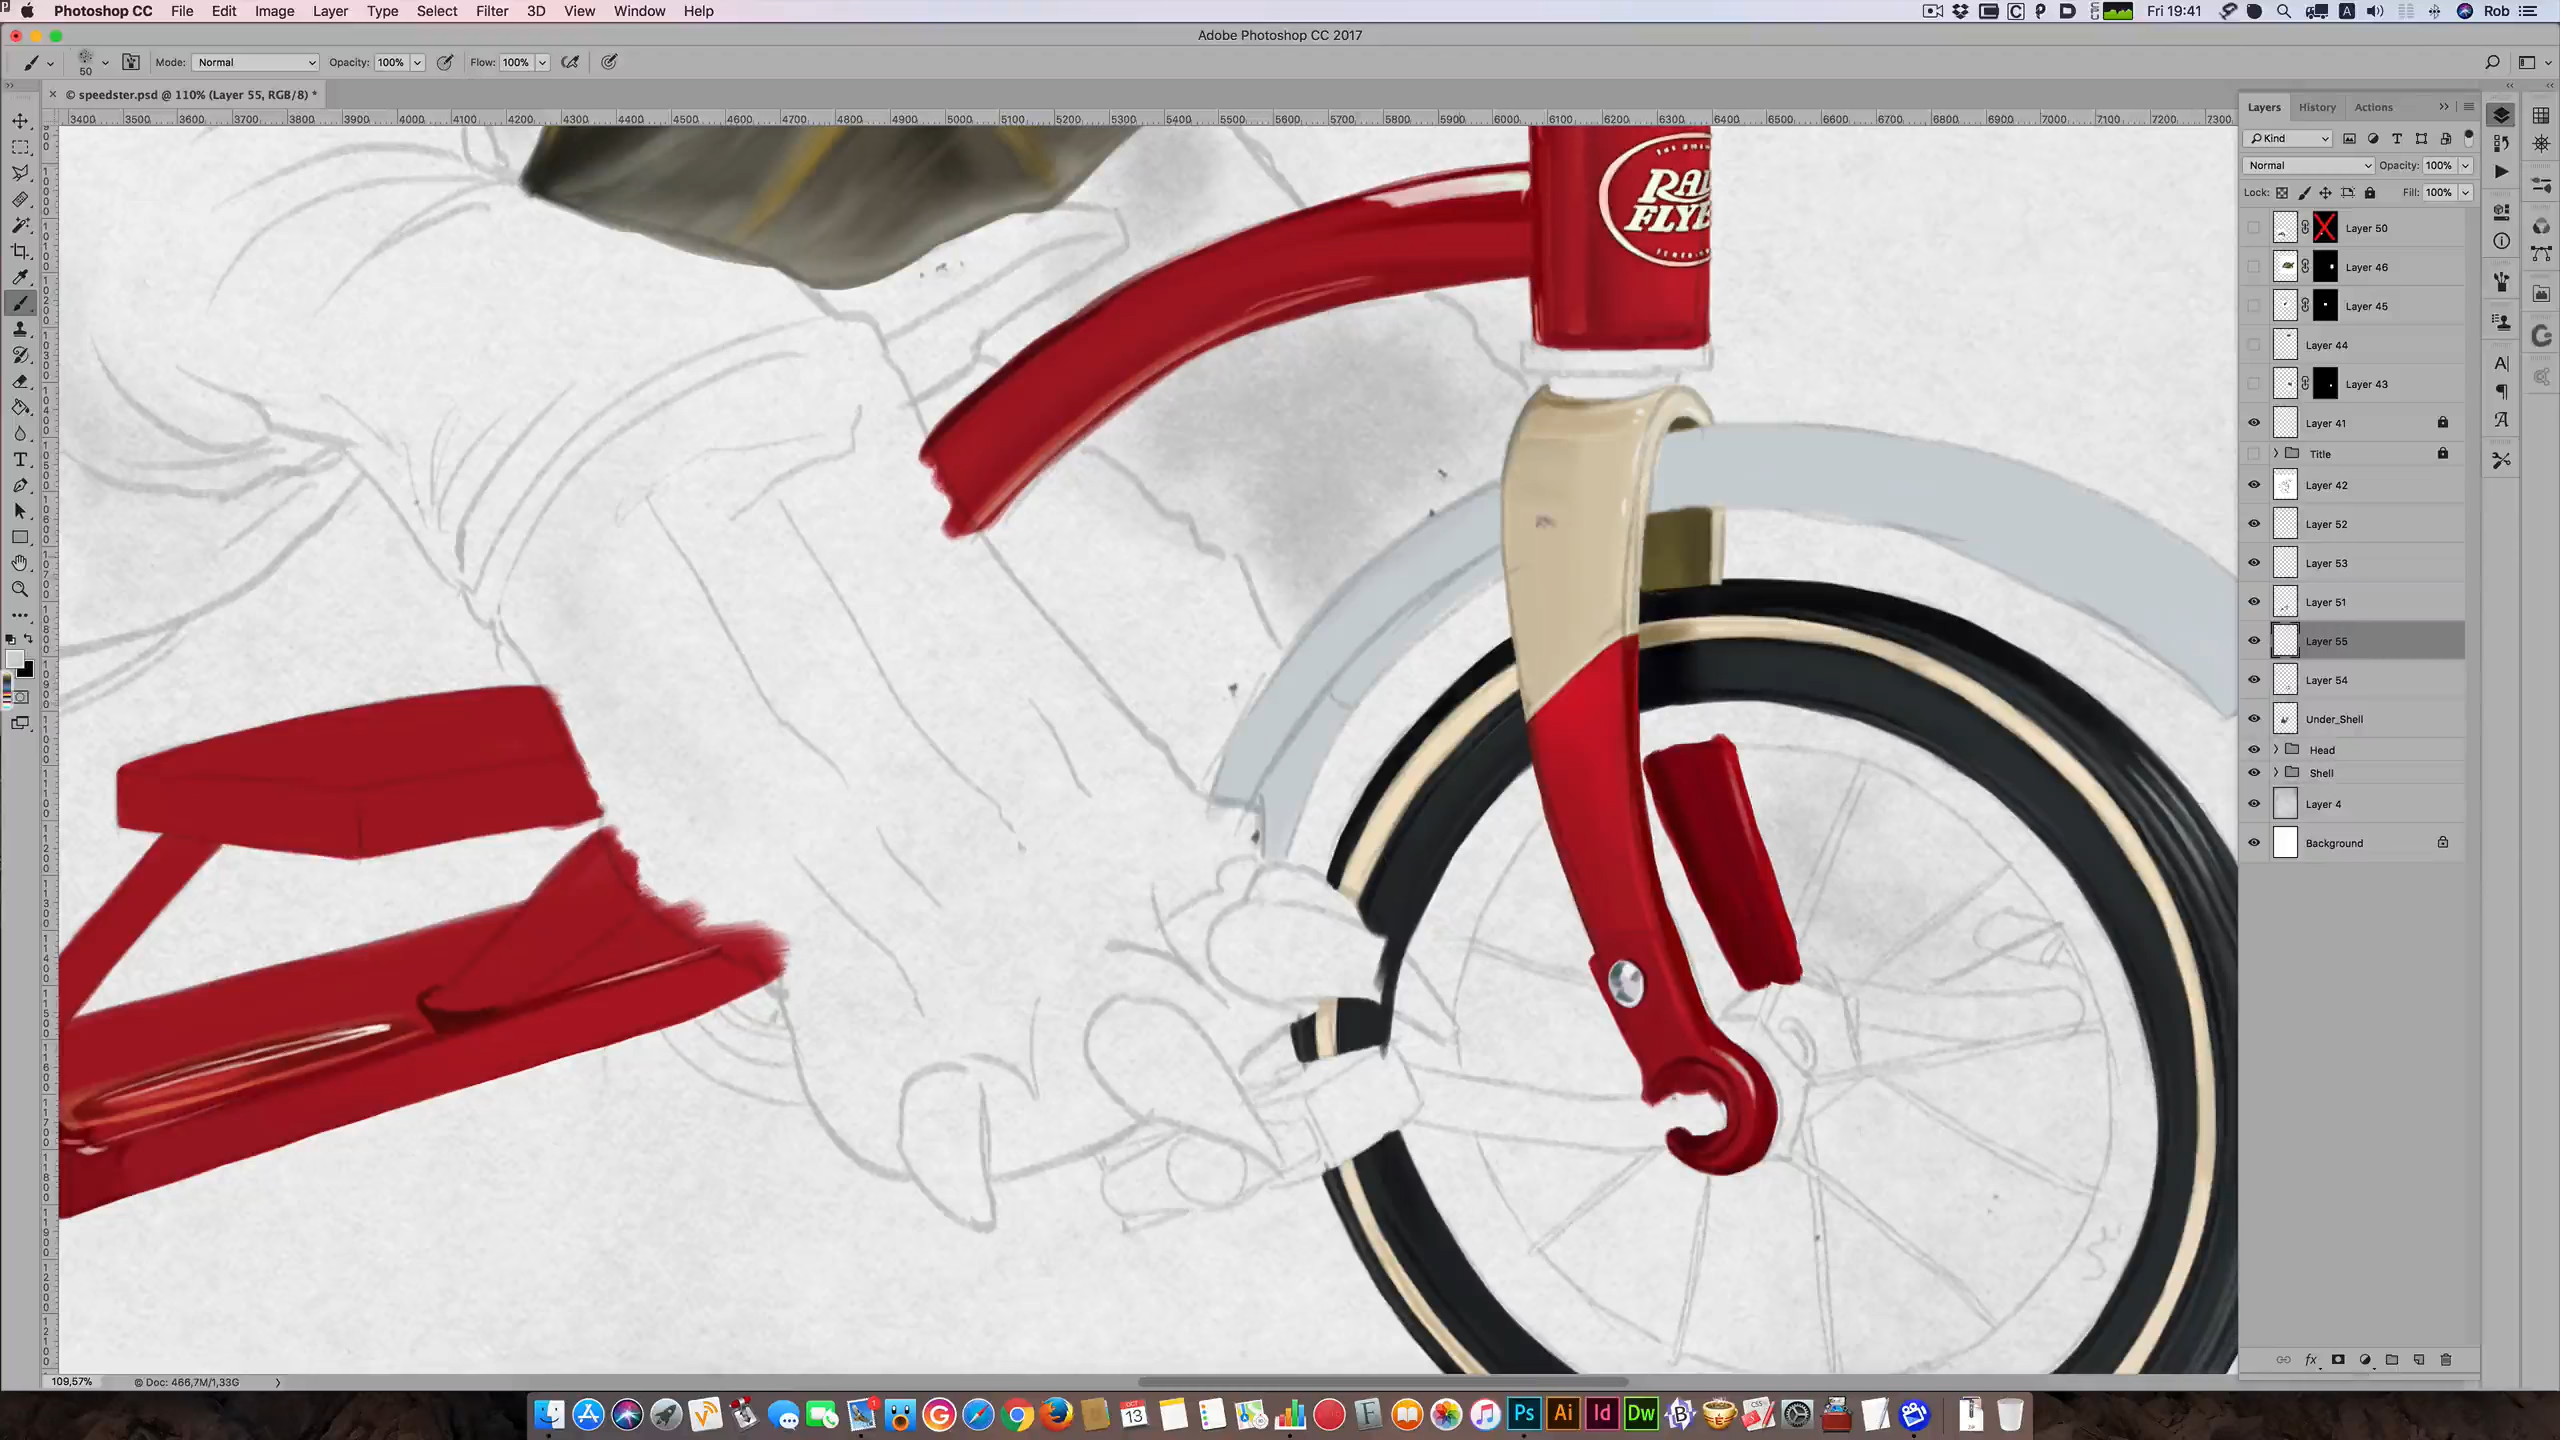 Photoshop CC File Edit Image Layer Type Select Filter 3D View Window Help Fri 19:41 Rob
Adobe Photoshop CC 2017
50 Mode: Normal Opacity: 100% Flow: 100%
© speedster.psd @ 110% (Layer 55, RGB/8) *
3400 3500 3600 3700 3800 3900 4000 4100 4200 4300 4400 4500 4600 4700 4800 4900 5000 5100 5200 5300 5400 5500 5600 5700 5800 5900 6000 6100 6200 6300 6400 6500 6600 6700 6800 6900 7000 7100 7200 7300
Layers History Actions
Kind
Normal Opacity: 100%
Lock: Fill: 100%
Layer 50
Layer 46
Layer 45
Layer 44
Layer 43
Layer 41
Title
Layer 42
Layer 52
Layer 53
Layer 51
Layer 55
Layer 54
Under_Shell
Head
Shell
Layer 4
Background
FLYE
109,57% Doc: 466,7M/1,33G
OCT
13
Ps Ai Id Dw